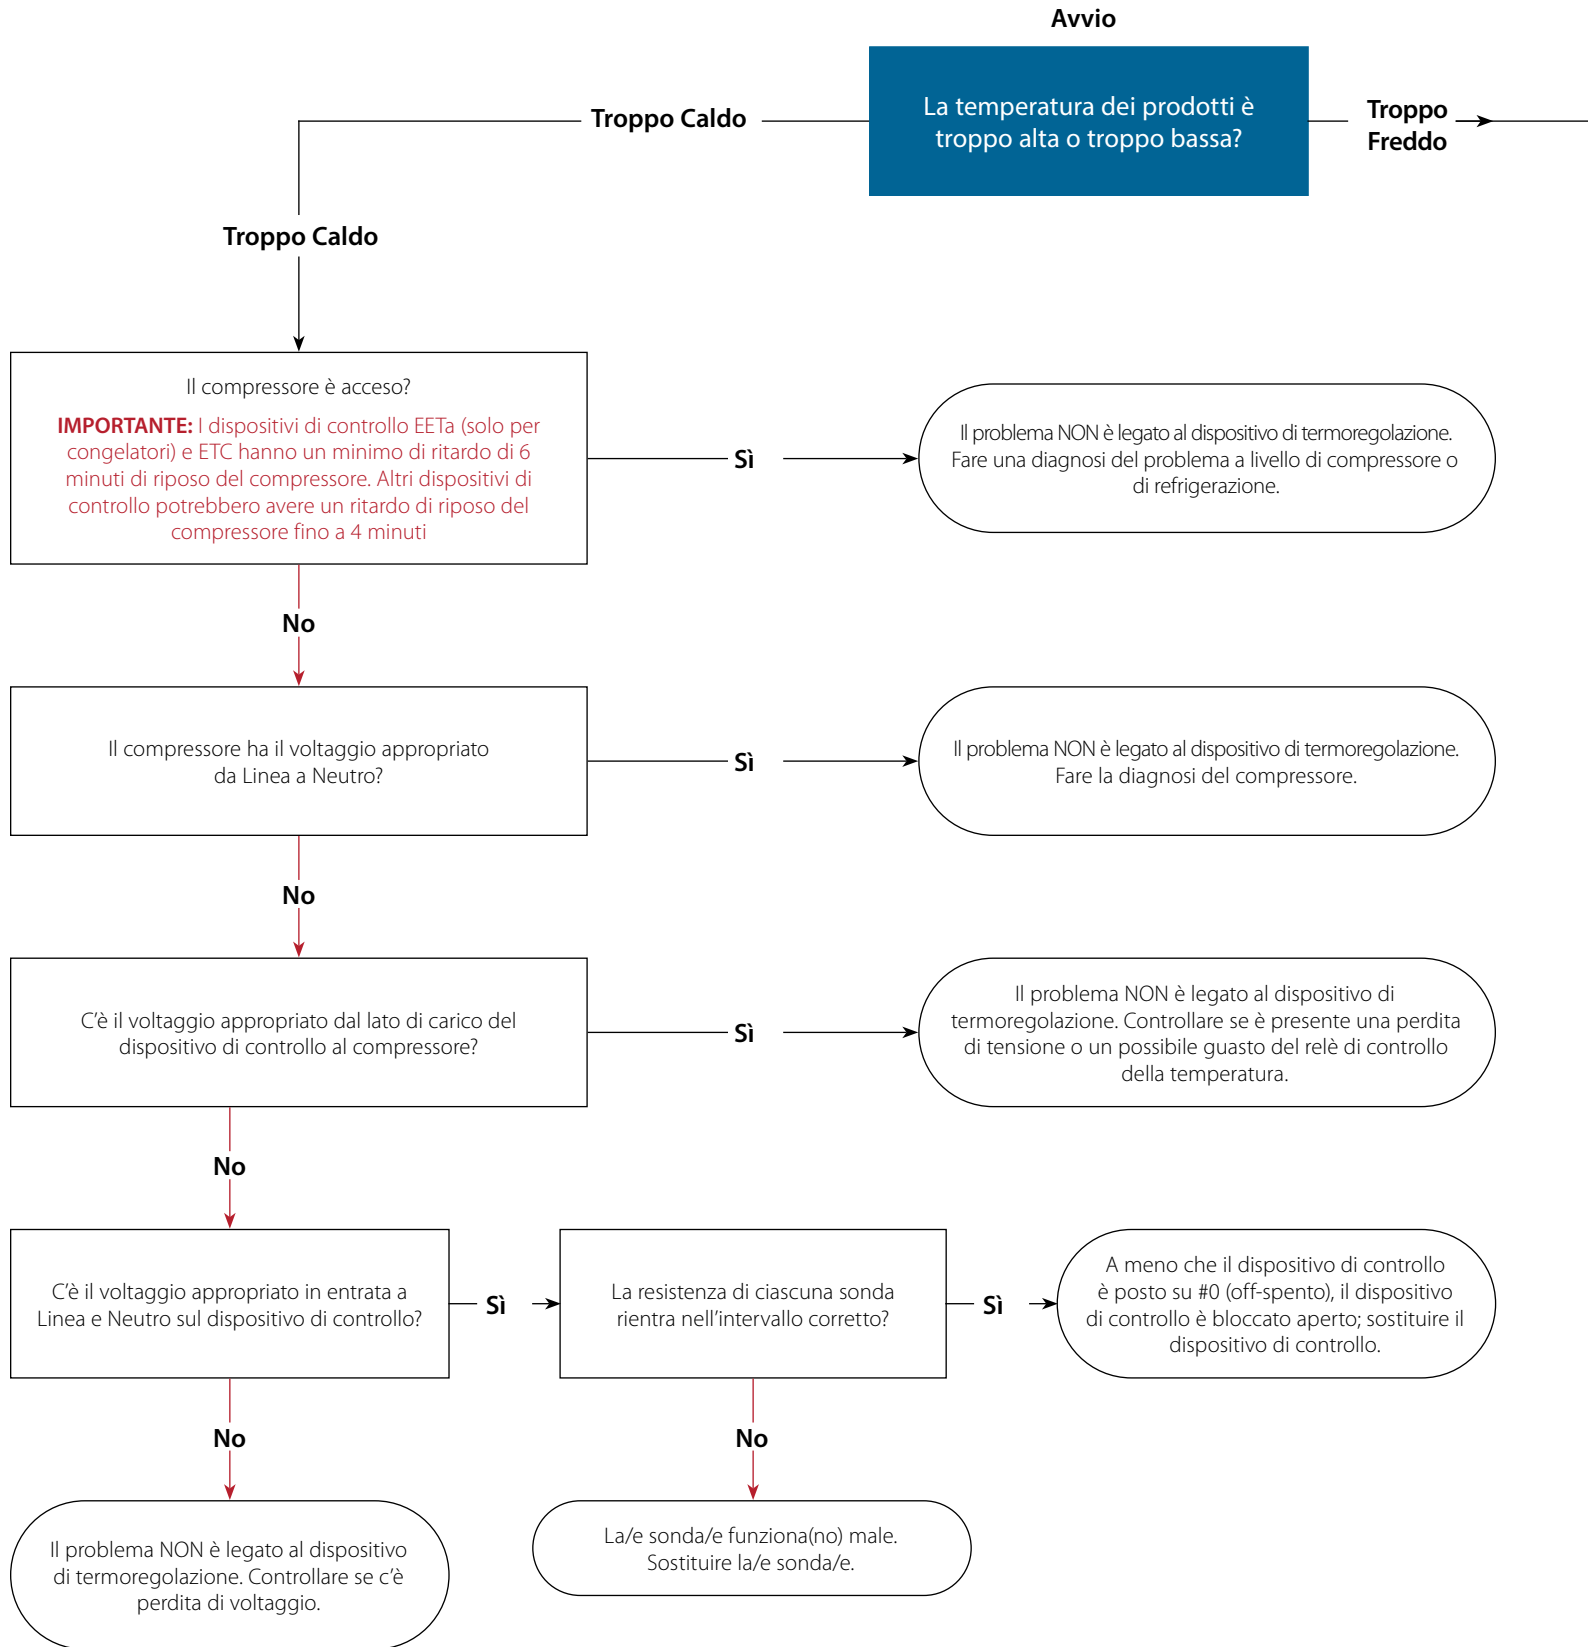 Avvio
La temperatura dei prodotti è
troppo alta o troppo bassa?
Troppo Caldo
Troppo
Freddo
Troppo Caldo
Il compressore è acceso?
IMPORTANTE: I dispositivi di controllo EETa (solo per
congelatori) e ETC hanno un minimo di ritardo di 6
minuti di riposo del compressore. Altri dispositivi di
controllo potrebbero avere un ritardo di riposo del
compressore fino a 4 minuti
Sì
Il problema NON è legato al dispositivo di termoregolazione.
Fare una diagnosi del problema a livello di compressore o
di refrigerazione.
No
Il compressore ha il voltaggio appropriato
da Linea a Neutro?
Sì
Il problema NON è legato al dispositivo di termoregolazione.
Fare la diagnosi del compressore.
No
C'è il voltaggio appropriato dal lato di carico del
dispositivo di controllo al compressore?
Sì
Il problema NON è legato al dispositivo di
termoregolazione. Controllare se è presente una perdita
di tensione o un possibile guasto del relè di controllo
della temperatura.
No
C'è il voltaggio appropriato in entrata a
Linea e Neutro sul dispositivo di controllo?
Sì
La resistenza di ciascuna sonda
rientra nell'intervallo corretto?
Sì
A meno che il dispositivo di controllo
è posto su #0 (off-spento), il dispositivo
di controllo è bloccato aperto; sostituire il
dispositivo di controllo.
No
No
Il problema NON è legato al dispositivo
di termoregolazione. Controllare se c'è
perdita di voltaggio.
La/e sonda/e funziona(no) male.
Sostituire la/e sonda/e.